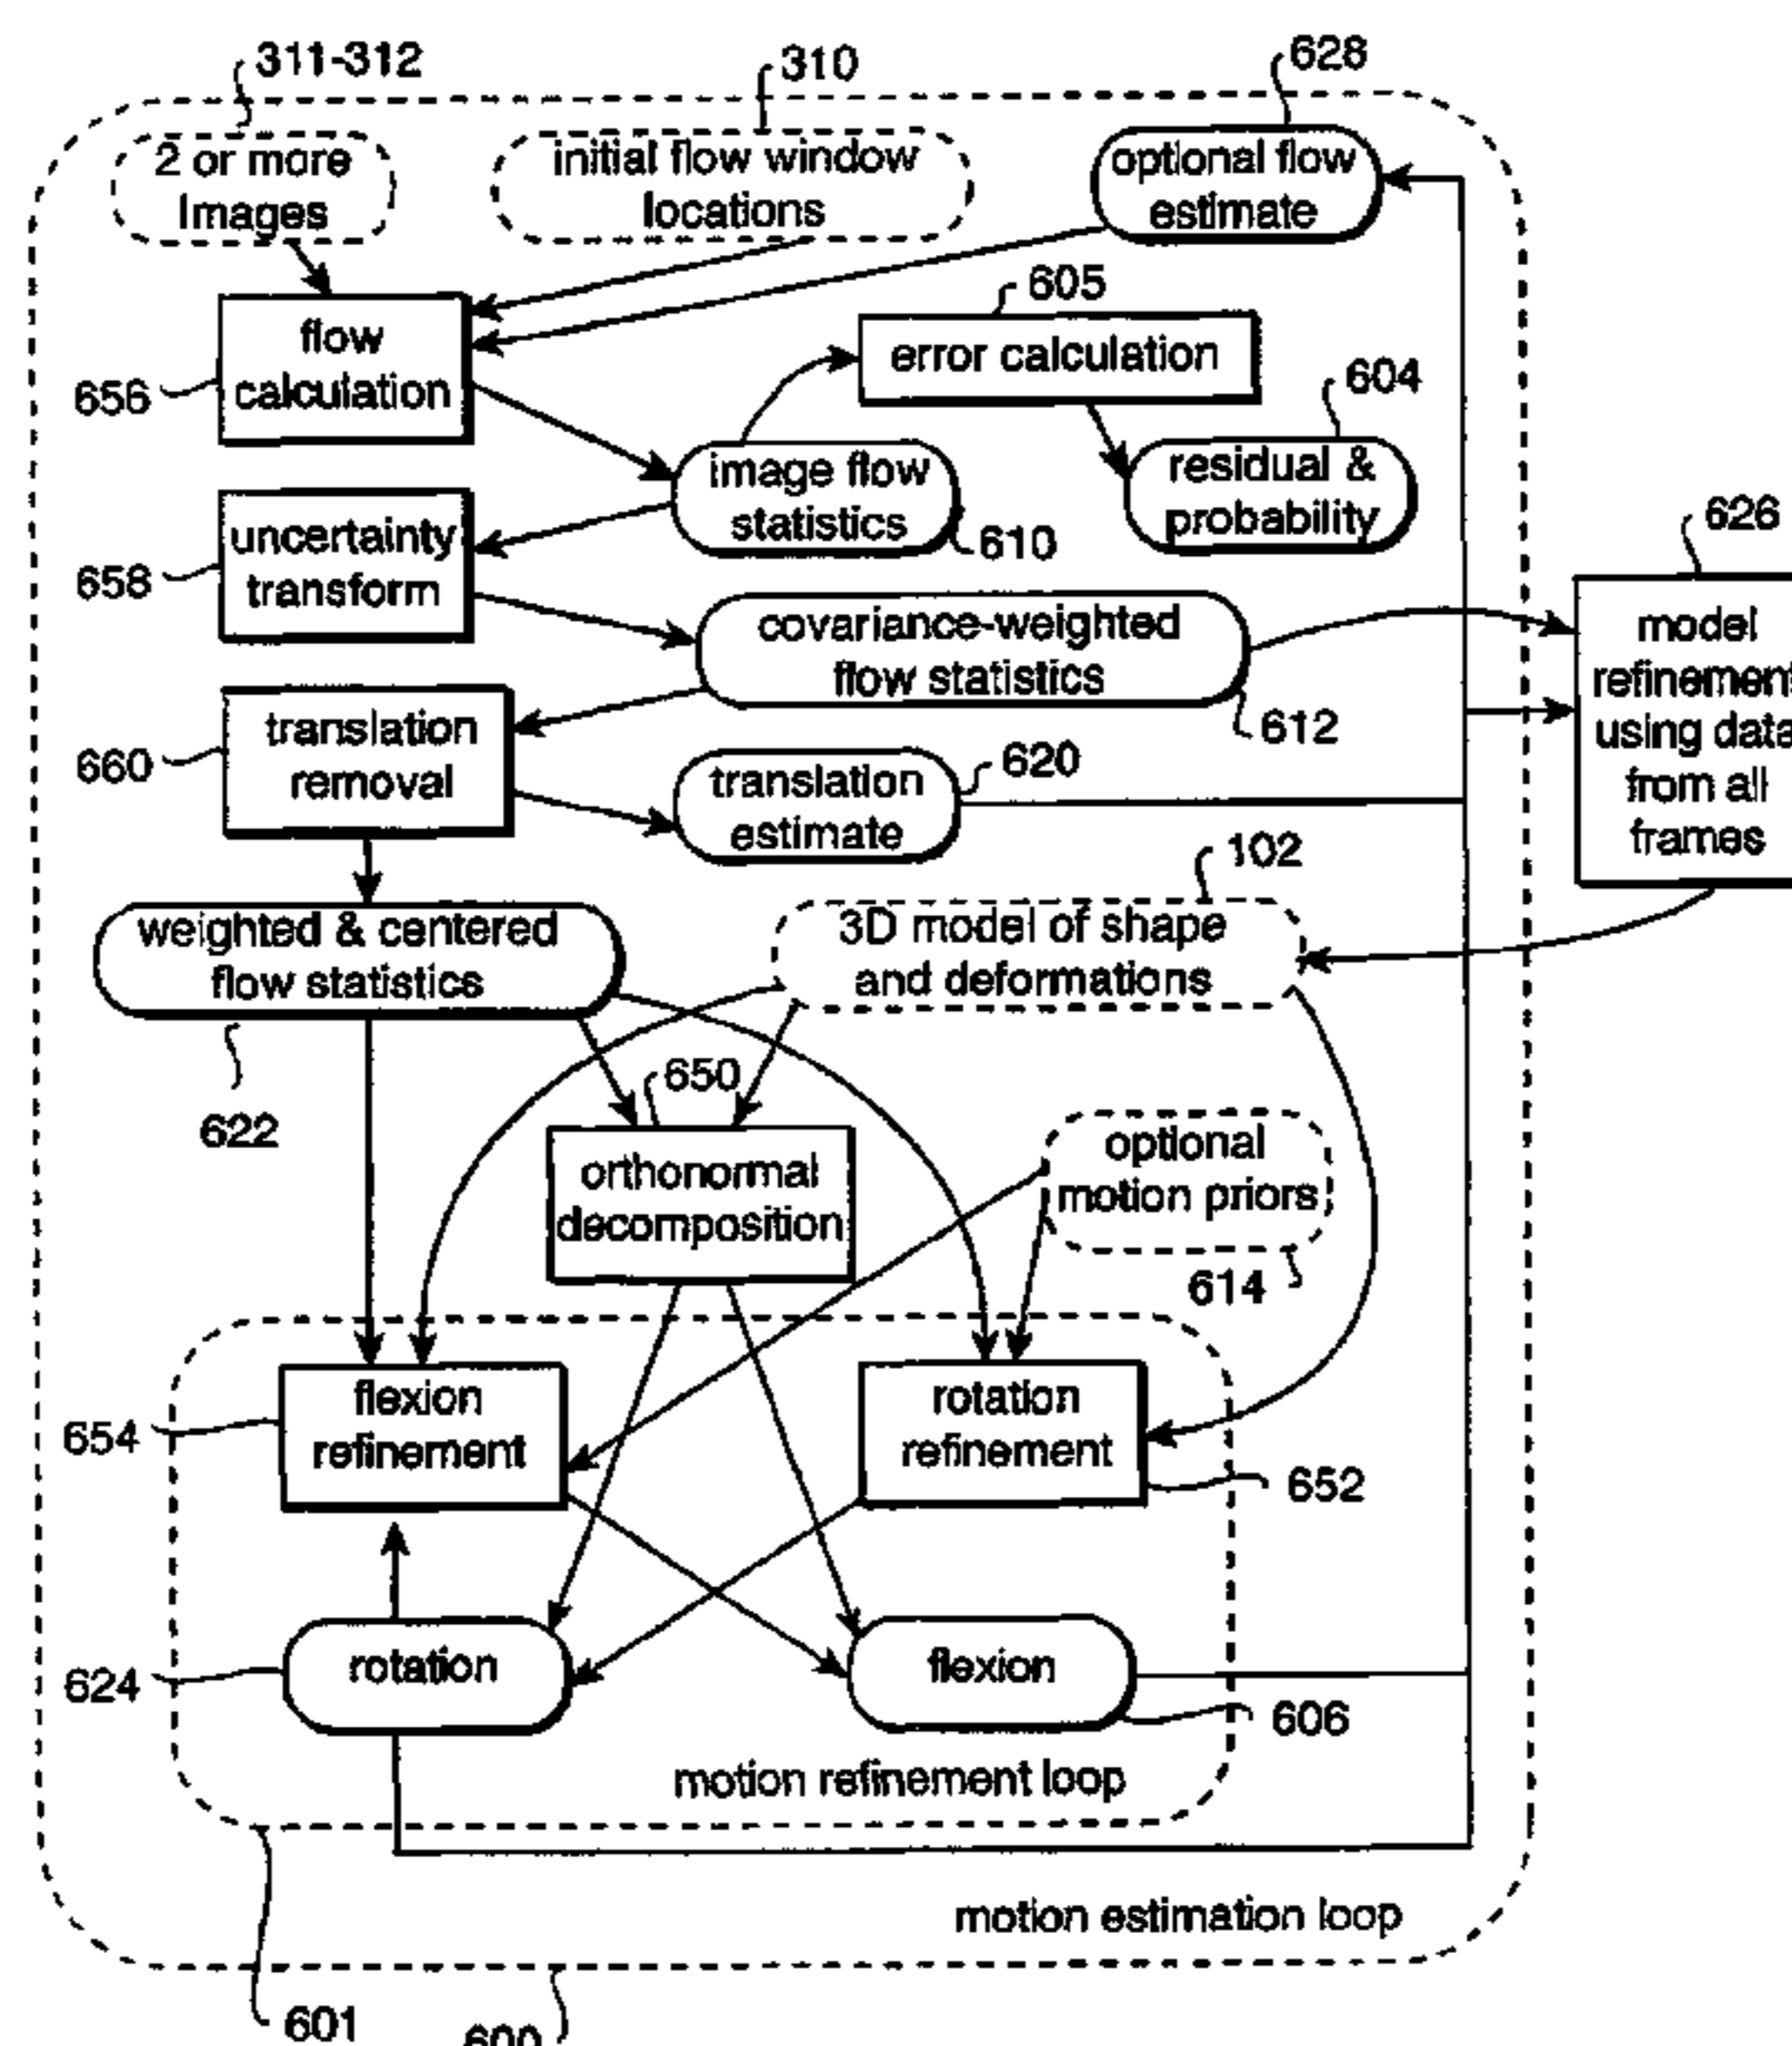 311-312
310
628
2 or more
Images
initial flow window
locations
optional flow
estimate
605
flow
calculation
656
error calculation
604
image flow
statistics
610
residual &
probability
626
uncertainty
transform
658
covariance-weighted
flow statistics
612
model
refinement
using data
from all
frames
translation
removal
660
translation
estimate
620
102
weighted & centered
flow statistics
622
3D model of shape
and deformations
650
orthonormal
decomposition
optional
motion priors
614
flexion
refinement
654
rotation
refinement
652
rotation
624
flexion
606
motion refinement loop
motion estimation loop
601
600